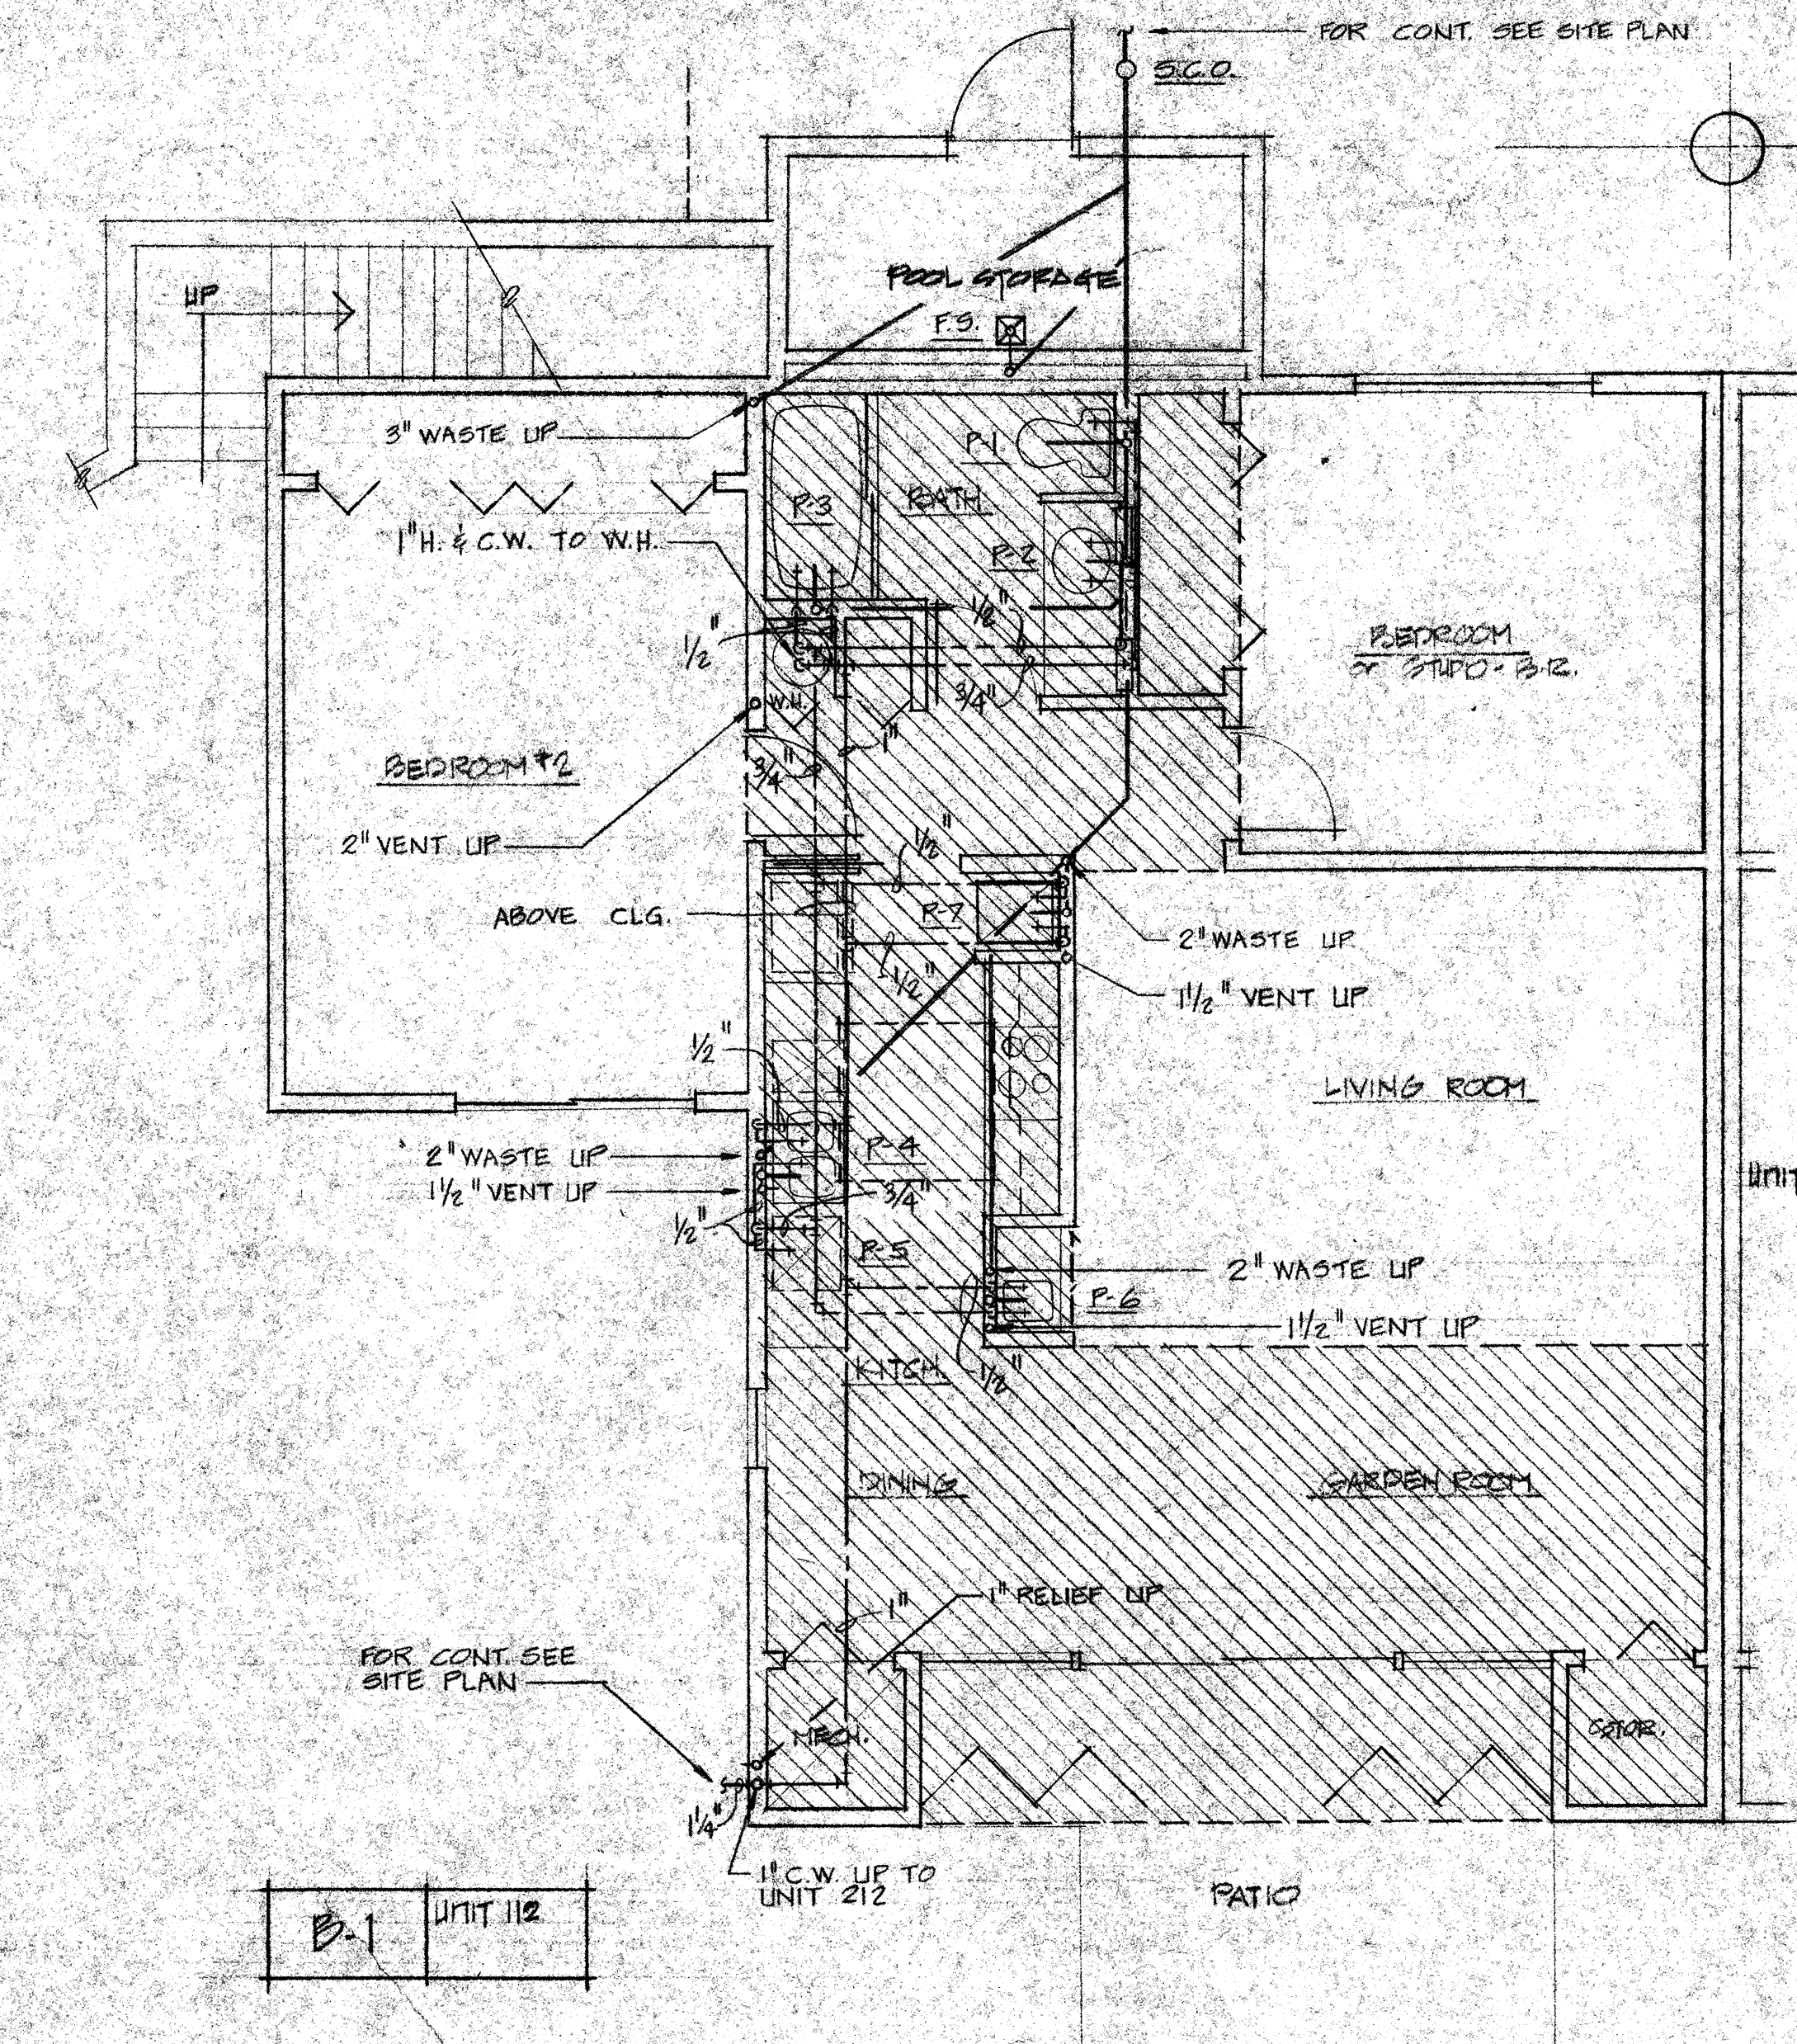 FOR CONT. SEE SITE PLAN
S.C.O.
UP
POOL STORAGE
F.S.
3" WASTE UP
P-1
P-3
BATH
1" H. & C.W. TO W.H.
P-2
1/2"
1/2"
BEDROOM
or STUDO - B.R.
3/4"
W.H.
1"
BEDROOM #2
3/4"
2" VENT UP
1/2"
ABOVE CLG.
P-7
2" WASTE UP
1/2"
1 1/2" VENT UP
1/2"
LIVING ROOM
2" WASTE UP
P-4
UNIT
1 1/2" VENT UP
3/4"
1/2"
P-5
2" WASTE UP
P-6
1 1/2" VENT UP
KITCH.
1/2"
DINING
GARDEN ROOM
1" RELIEF UP
1"
FOR CONT. SEE
SITE PLAN
MECH.
STOR.
1 1/4"
1" C.W. UP TO
UNIT 212
PATIO
B-1
UNIT 112